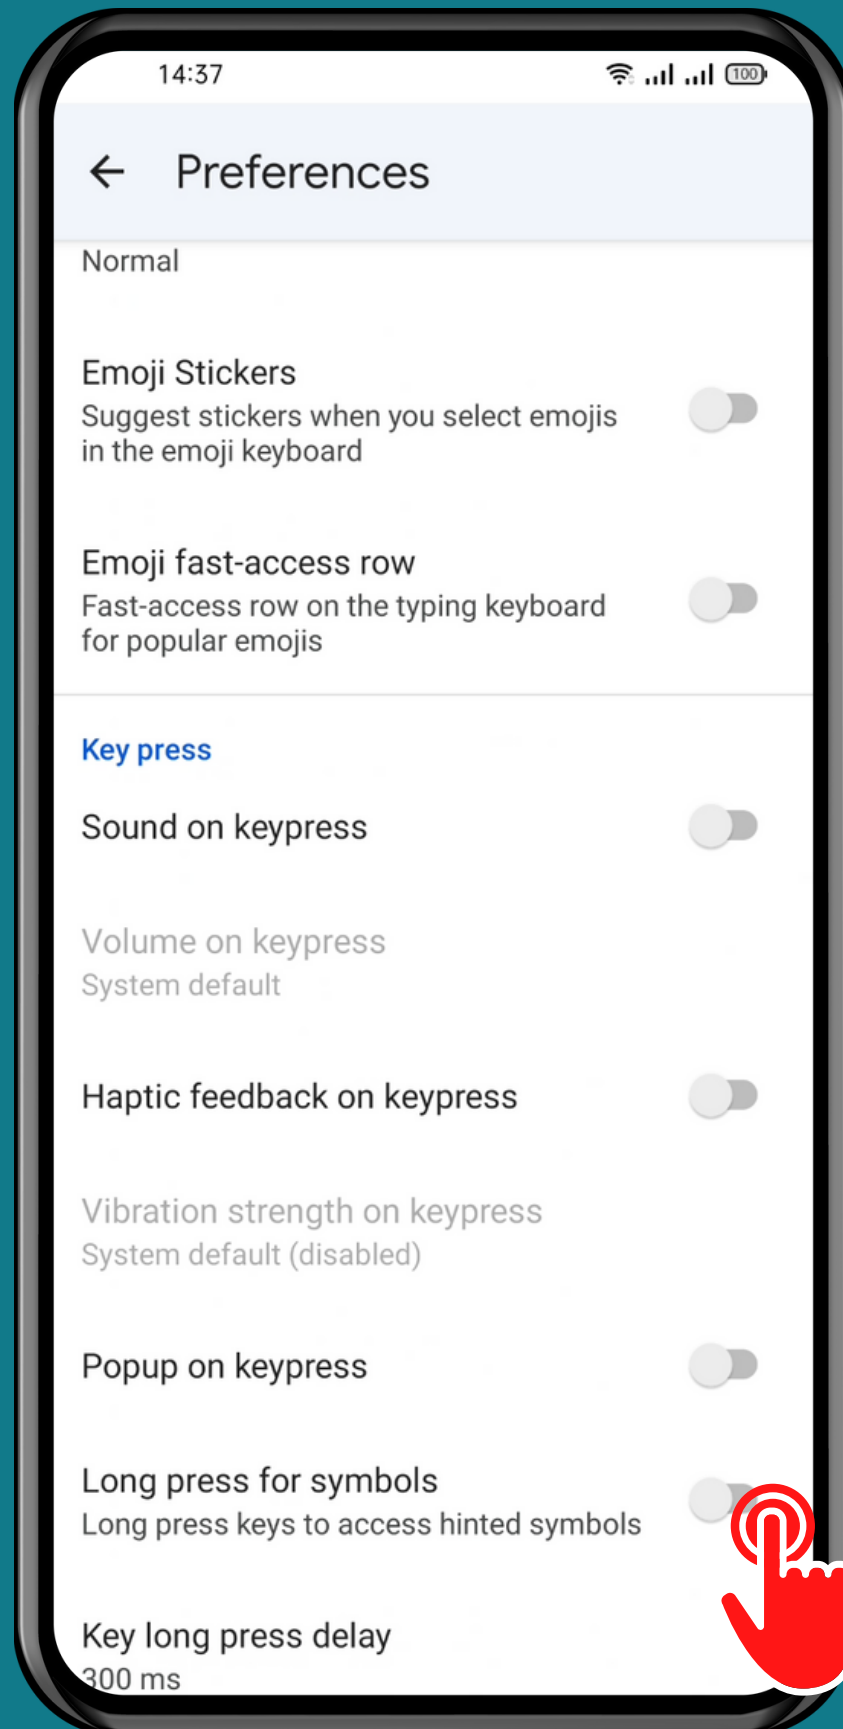 14:37
100
Preferences
Normal
Emoji Stickers
Suggest stickers when you select emojis
in the emoji keyboard
Emoji fast-access row
Fast-access row on the typing keyboard
for popular emojis
Key press
Sound on keypress
Volume on keypress
System default
Haptic feedback on keypress
Vibration strength on keypress
System default (disabled)
Popup on keypress
Long press for symbols
Long press keys to access hinted symbols
Key long press delay
300 ms